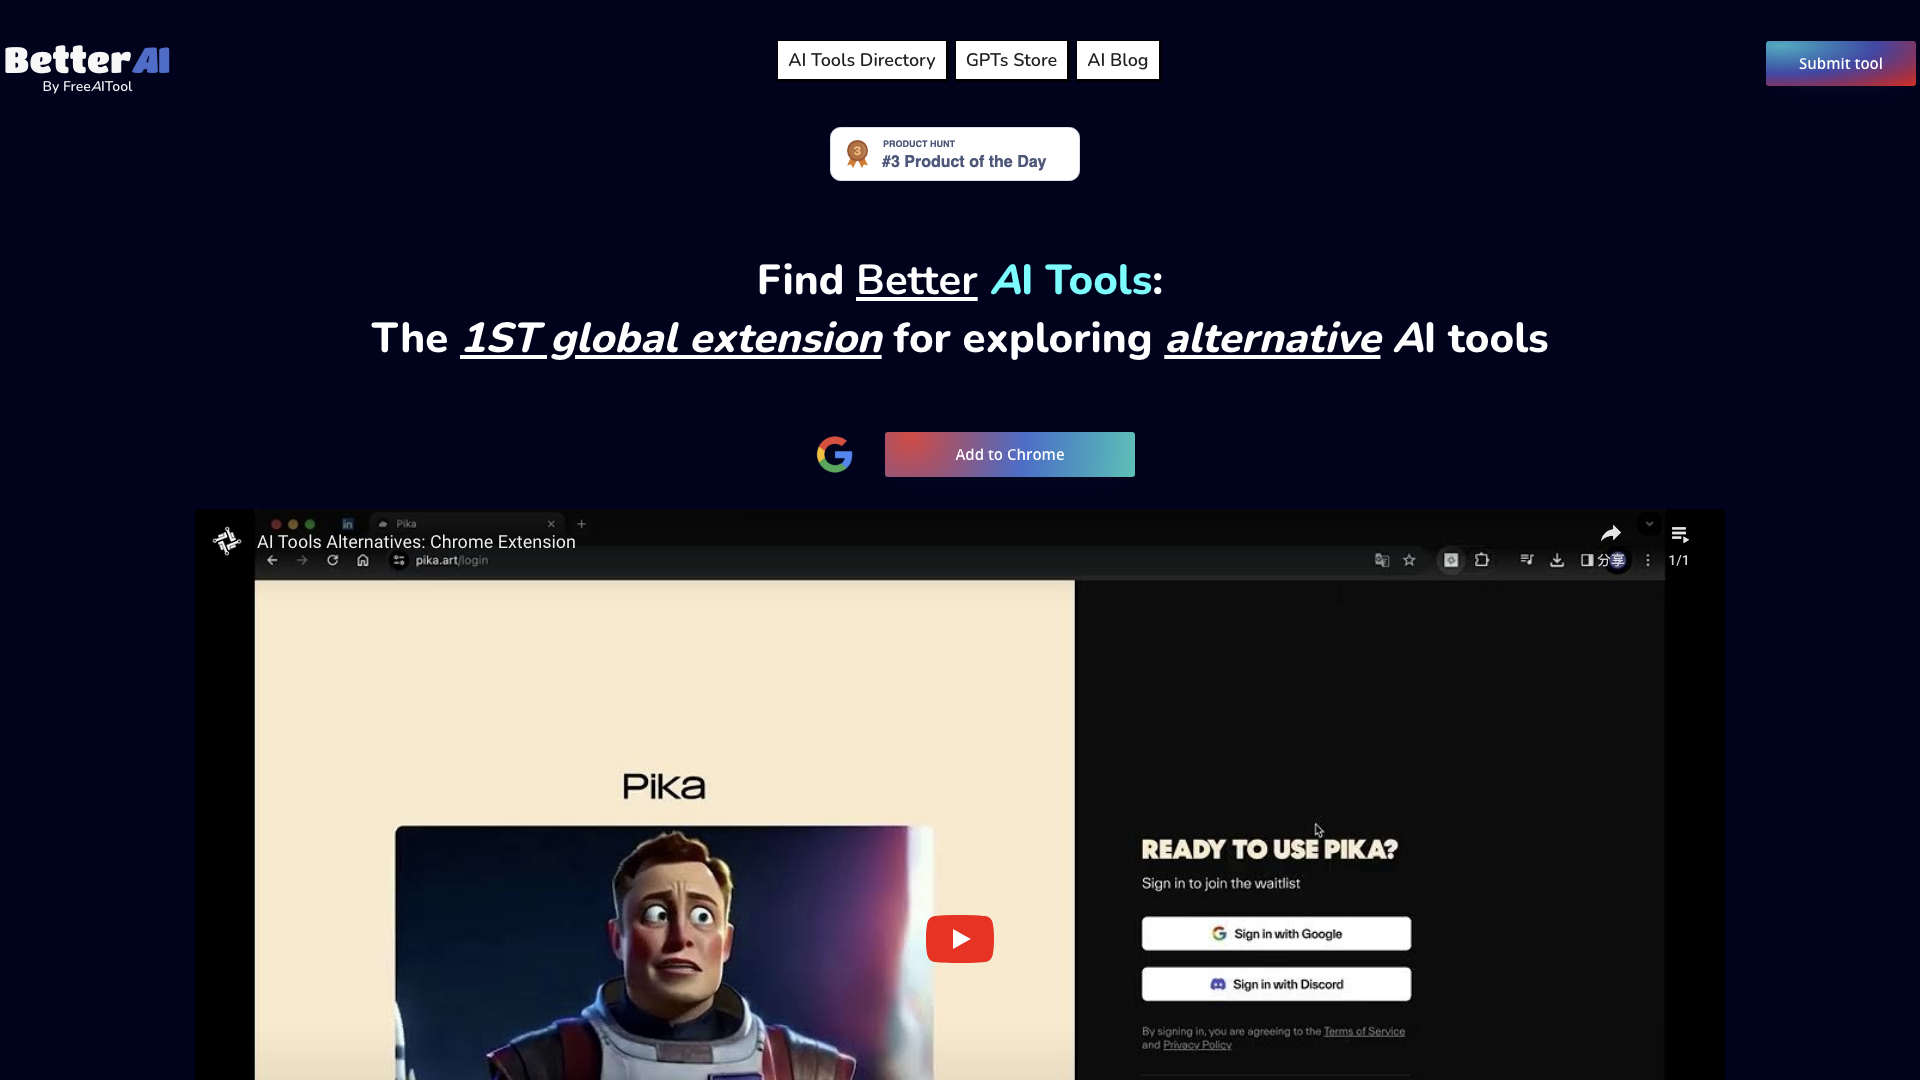 Better AI
By FreeAITool
AI Tools Directory
GPTs Store
AI Blog
Submit tool
3
PRODUCT HUNT
#3 Product of the Day
Find Better AI Tools:
The 1ST global extension for exploring alternative AI tools
Add to Chrome
in
Pika
AI Tools Alternatives: Chrome Extension
pika.art/login
分享
1/1
Pika
READY TO USE PIKA?
Sign in to join the waitlist
Sign in with Google
Sign in with Discord
By signing in, you are agreeing to the Terms of Service
and Privacy Policy